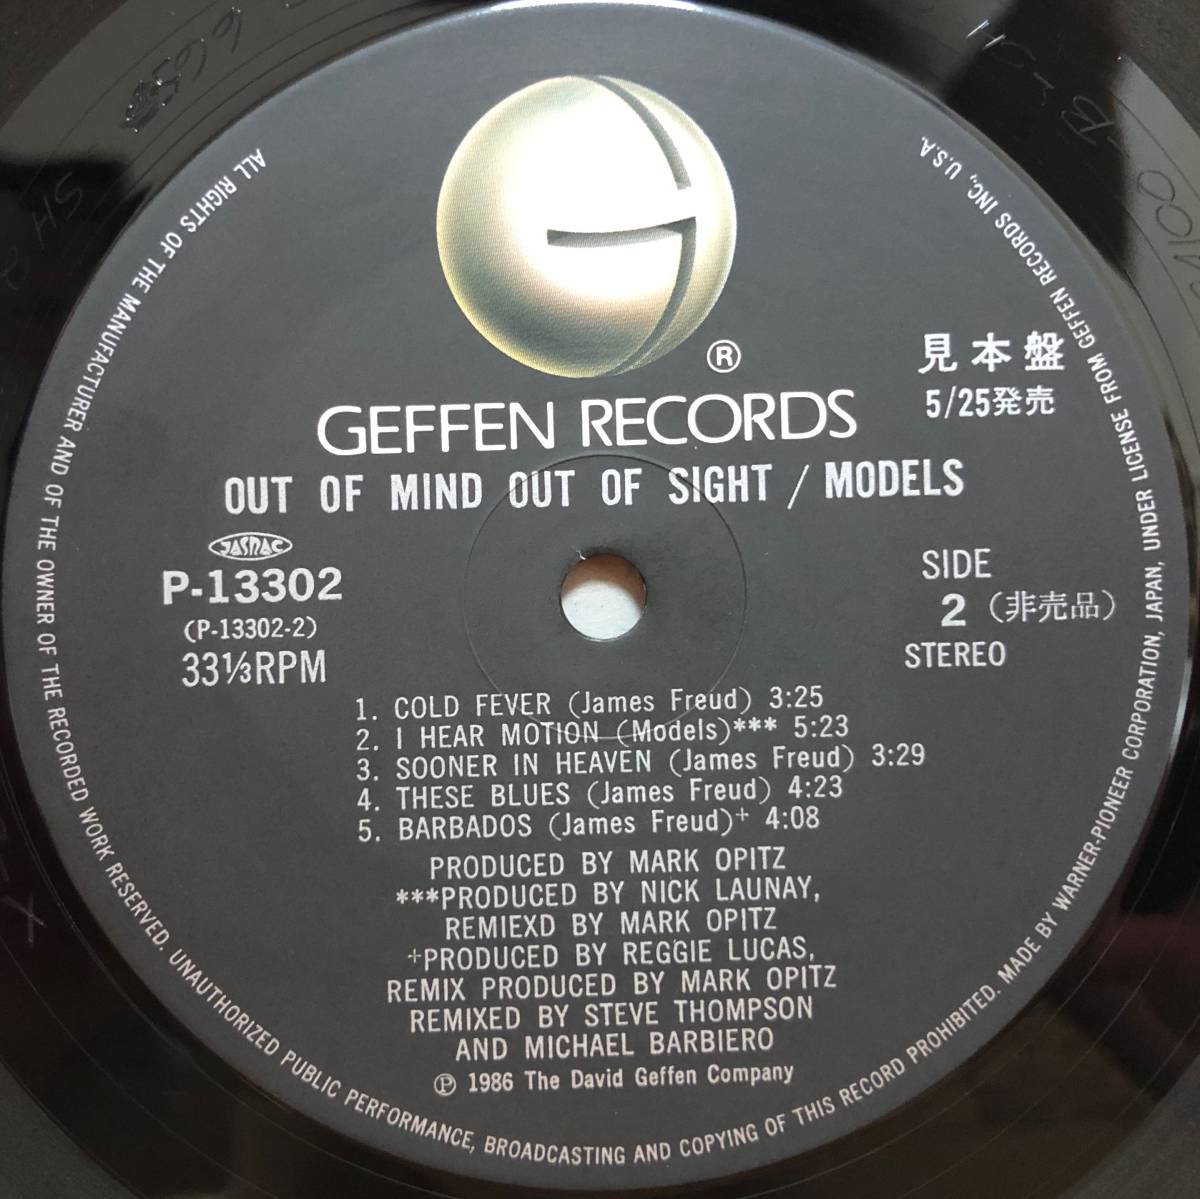 ®
GEFFEN RECORDS
見本盤
5/25発売
OUT OF MIND OUT OF SIGHT / MODELS
JASRAC
P-13302
(P-13302-2)
33⅓RPM
SIDE
2 (非売品)
STEREO
1. COLD FEVER (James Freud) 3:25
2. I HEAR MOTION (Models)*** 5:23
3. SOONER IN HEAVEN (James Freud) 3:29
4. THESE BLUES (James Freud) 4:23
5. BARBADOS (James Freud)+ 4:08
PRODUCED BY MARK OPITZ
***PRODUCED BY NICK LAUNAY,
REMIEXD BY MARK OPITZ
+PRODUCED BY REGGIE LUCAS,
REMIX PRODUCED BY MARK OPITZ
REMIXED BY STEVE THOMPSON
AND MICHAEL BARBIERO
℗ 1986 The David Geffen Company
ALL RIGHTS OF THE MANUFACTURER AND OF THE OWNER OF THE RECORDED WORK RESERVED. UNAUTHORIZED PUBLIC PERFORMANCE, BROADCASTING AND COPYING OF THIS RECORD PROHIBITED. MADE BY WARNER-PIONEER CORPORATION, JAPAN, UNDER LICENSE FROM GEFFEN RECORDS INC., U.S.A.